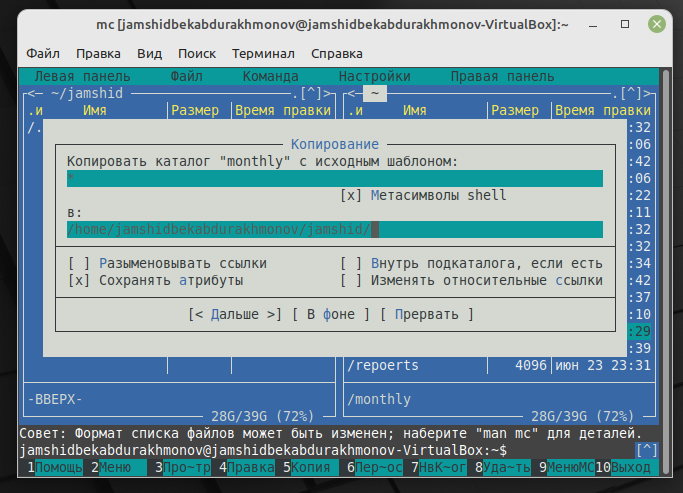 mc [jamshidbekabdurakhmonov@jamshidbekabdurakhmonov-VirtualBox]:~
Файл Правка Вид Поиск Терминал Справка
Левая панель Файл Команда Настройки Правая панель
<— ~/jamshid .[^]> <— ~ .[^]>
.и Имя Размер Время правки .и Имя Размер Время правки
/. :32
:06
Копирование
Копировать каталог "monthly" с исходным шаблоном: :42
* :06
[x] Метасимволы shell :22
в: :11
/home/jamshidbekabdurakhmonov/jamshid/ :32
:32
[ ] Разыменовывать ссылки [ ] Внутрь подкаталога, если есть :34
[x] Сохранять атрибуты [ ] Изменять относительные ссылки :42
:37
[< Дальше >] [ В фоне ] [ Прервать ] :10
:29
:39
/repoerts 4096 июн 23 23:31
-ВВЕРХ- /monthly
28G/39G (72%) 28G/39G (72%)
Совет: Формат списка файлов может быть изменен; наберите "man mc" для деталей.
jamshidbekabdurakhmonov@jamshidbekabdurakhmonov-VirtualBox:~$ [^]
1Помощь 2Меню 3Про~тр 4Правка 5Копия 6Пер~ос 7НвК~ог 8Уда~ть 9МенюMC 10Выход